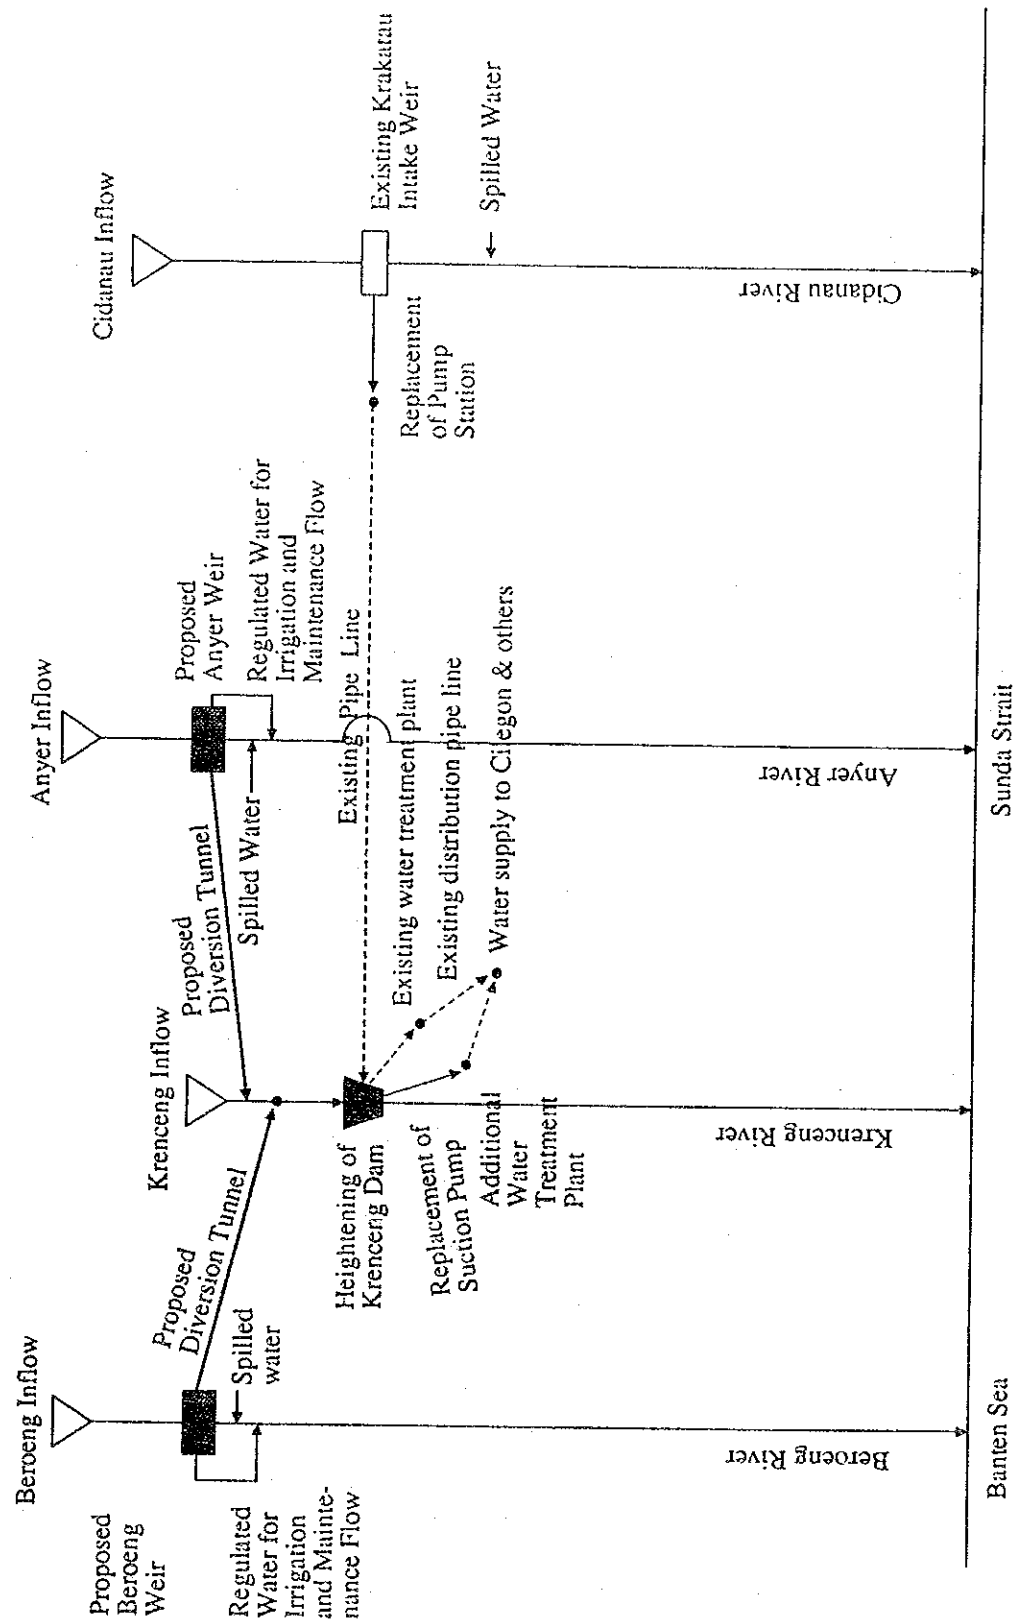 Beroeng Inflow
Proposed
Beroeng
Weir
Regulated
Water for
Irrigation
and Mainte-
nance Flow
Spilled
water
Proposed
Diversion Tunnel
Beroeng River
Banten Sea
Krenceng Inflow
Heightening of
Krenceng Dam
Replacement of
Suction Pump
Additional
Water
Treatment
Plant
Krenceng River
Proposed
Diversion Tunnel
Spilled Water
Existing water treatment plant
Existing distribution pipe line
Water supply to Cilegon & others
Existing Pipe Line
Anyer Inflow
Proposed
Anyer Weir
Regulated Water for
Irrigation and
Maintenance Flow
Anyer River
Sunda Strait
Cidanau Inflow
Existing Krakatau
Intake Weir
Replacement
of Pump
Station
Spilled Water
Cidanau River